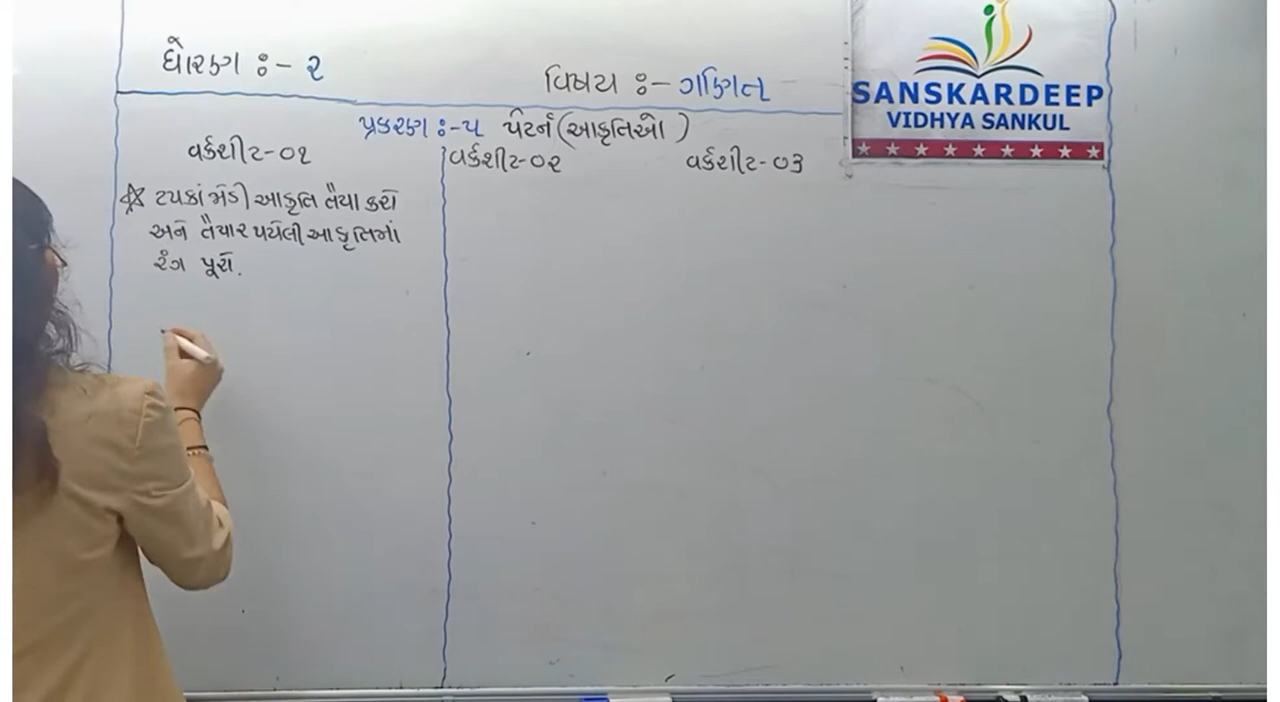 ધોરણ :- ૨
વિષય :- ગણિત
SANSKARDEEP
VIDHYA SANKUL
પ્રકરણ :- ૫ પેટર્ન (આકૃતિઓ)
વર્કશીટ-૦૧
વર્કશીટ-૦૨
વર્કશીટ-૦૩
ટપકાં જોડી આકૃતિ તૈયા કરો
અને તૈયાર થયેલી આકૃતિમાં
રંગ પૂરો.